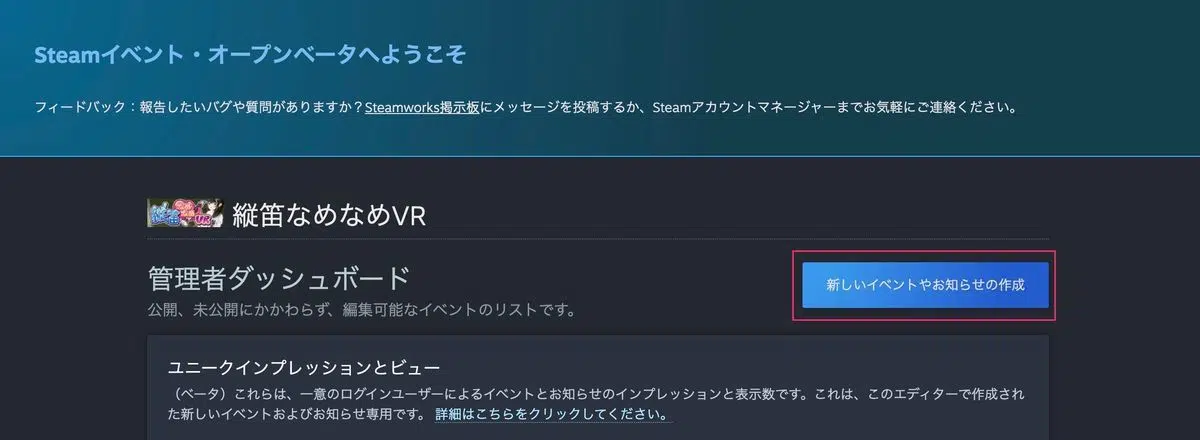 Steamイベント・オープンベータへようこそ
フィードバック：報告したいバグや質問がありますか？Steamworks掲示板にメッセージを投稿するか、Steamアカウントマネージャーまでお気軽にご連絡ください。
縦笛なめなめVR
管理者ダッシュボード
新しいイベントやお知らせの作成
公開、未公開にかかわらず、編集可能なイベントのリストです。
ユニークインプレッションとビュー
（ベータ）これらは、一意のログインユーザーによるイベントとお知らせのインプレッションと表示数です。これは、このエディターで作成され
た新しいイベントおよびお知らせ専用です。 詳細はこちらをクリックしてください。